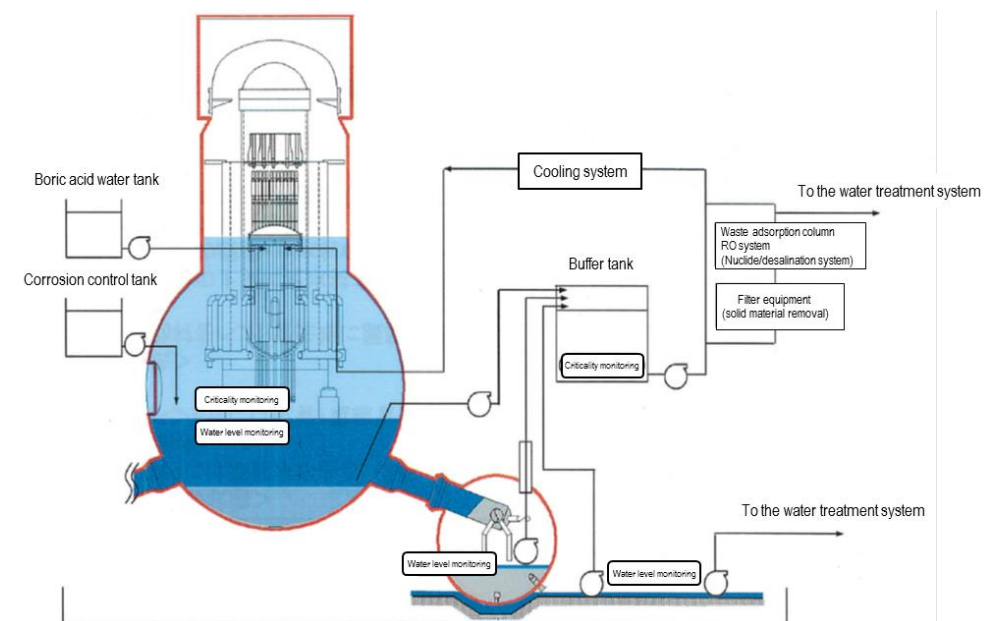 Boric acid water tank
Corrosion control tank
Cooling system
To the water treatment system
Waste adsorption column
RO system
(Nuclide/desalination system)
Buffer tank
Filter equipment
(solid material removal)
Criticality monitoring
Criticality monitoring
Water level monitoring
To the water treatment system
Water level monitoring
Water level monitoring